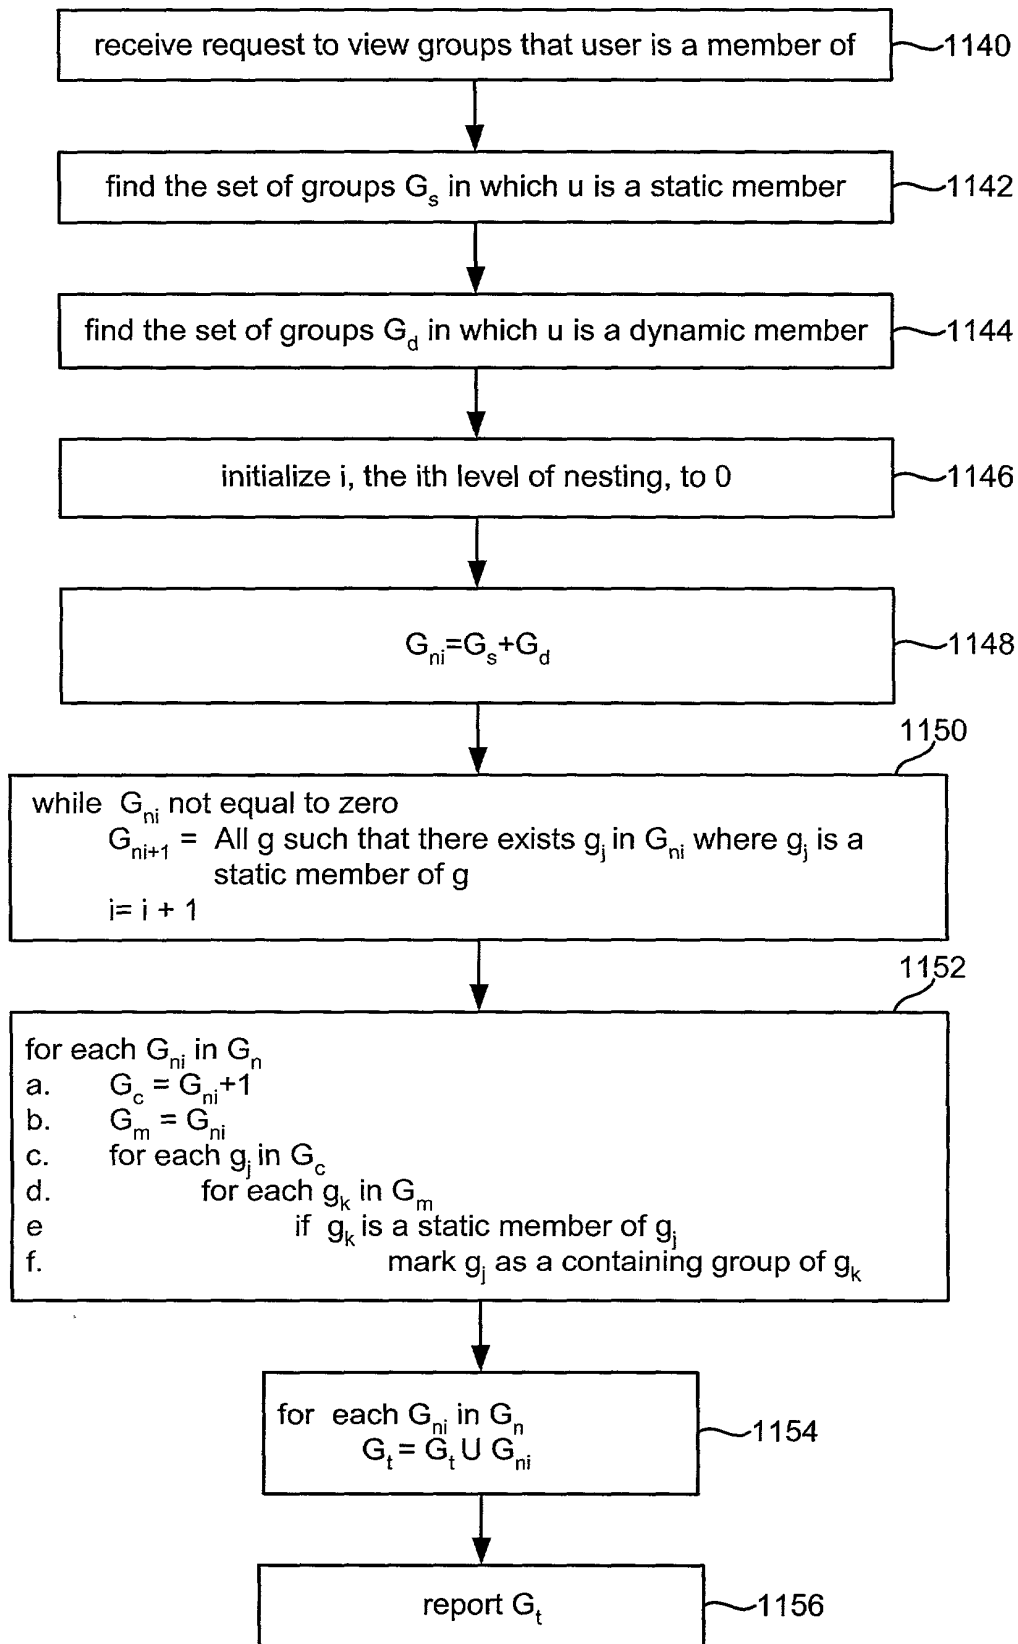 receive request to view groups that user is a member of
1140
find the set of groups Gs in which u is a static member
1142
find the set of groups Gd in which u is a dynamic member
1144
initialize i, the ith level of nesting, to 0
1146
Gni=Gs+Gd
1148
1150
while Gni not equal to zero
Gni+1 = All g such that there exists gj in Gni where gj is a
static member of g
i= i + 1
1152
for each Gni in Gn
a. Gc = Gni+1
b. Gm = Gni
c. for each gj in Gc
d. for each gk in Gm
e if gk is a static member of gj
f. mark gj as a containing group of gk
for each Gni in Gn
Gt = Gt U Gni
1154
report Gt
1156